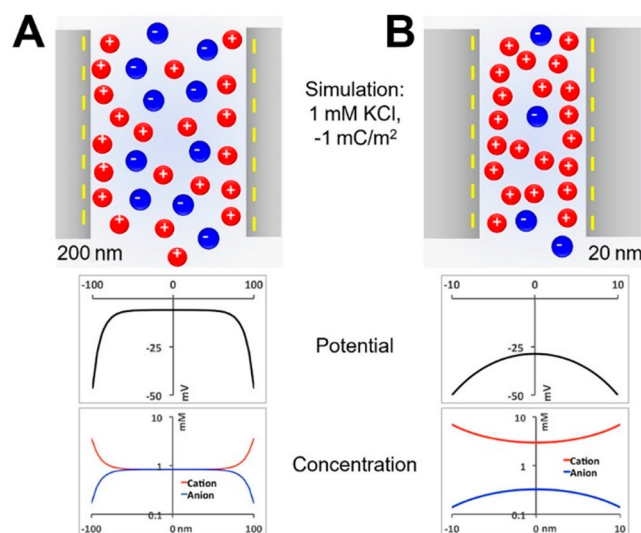 A
B
Simulation:
1 mM KCl,
-1 mC/m²
200 nm
20 nm
-100 0 100
-25
-50
mV
Potential
-10 0 10
-25
-50
mV
10
mM
1
Cation
Anion
0.1
-100 0 nm 100
Concentration
10
mM
1
Cation
Anion
0.1
-10 0 nm 10